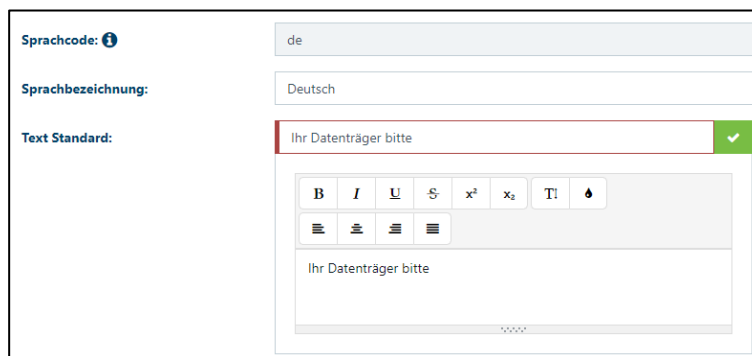 Sprachcode:
de
Sprachbezeichnung:
Deutsch
Text Standard:
Ihr Datenträger bitte
B I U S x² x₂ T
Ihr Datenträger bitte